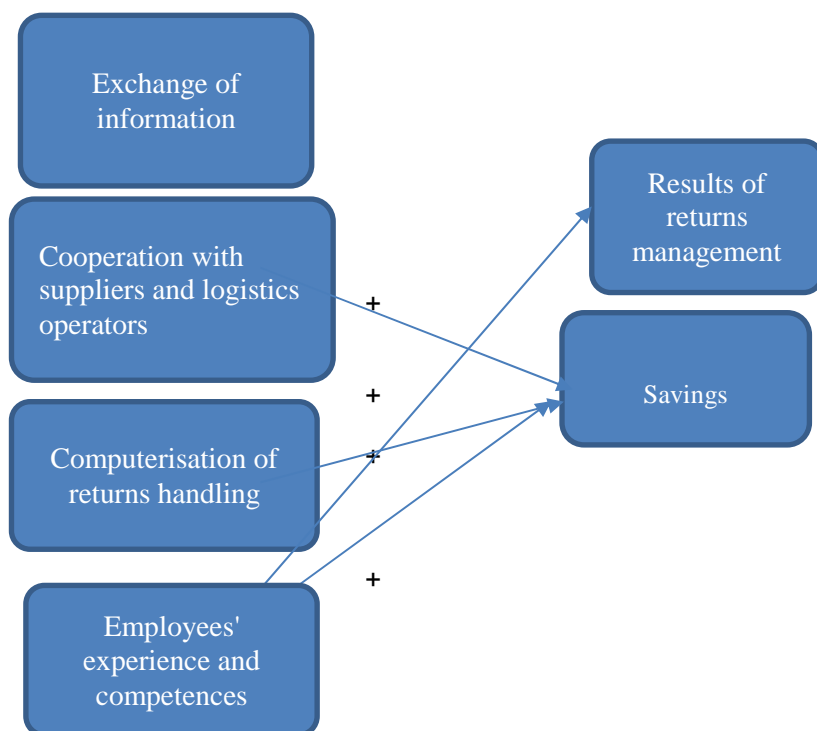 Exchange of
information
Cooperation with
suppliers and logistics
operators
Computerisation of
returns handling
Employees'
experience and
competences
+
+
+
+
Results of
returns
management
Savings